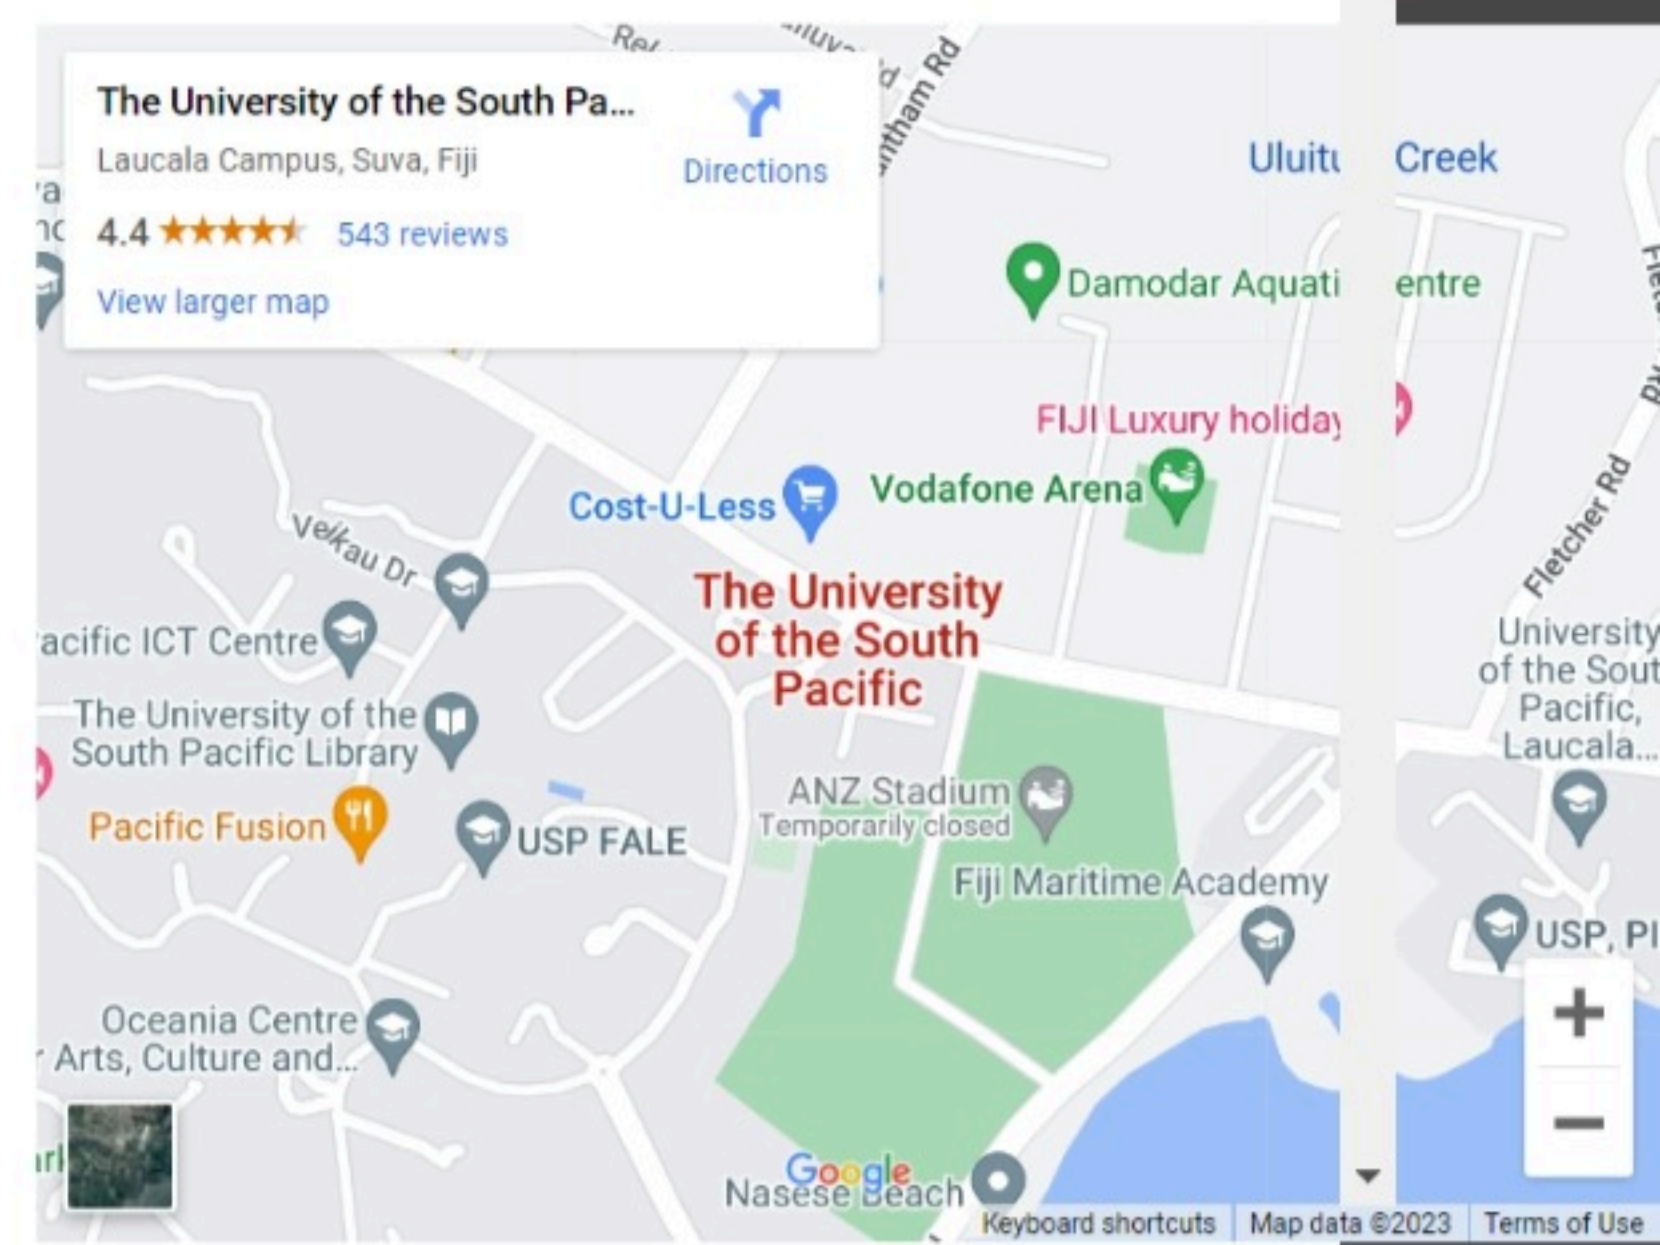 The University of the South Pa...
Laucala Campus, Suva, Fiji
4.4
543 reviews
Directions
View larger map
Uluitu Creek
Damodar Aquati entre
FIJI Luxury holiday
Vodafone Arena
Cost-U-Less
Fletcher Rd
Veikau Dr
The University
of the South
Pacific
acific ICT Centre
The University of the
South Pacific Library
Pacific Fusion
USP FALE
ANZ Stadium
Temporarily closed
Fiji Maritime Academy
University
of the Sout
Pacific,
Laucala...
USP, PI
Oceania Centre
r Arts, Culture and...
Google
Nasese Beach
Keyboard shortcuts
Map data ©2023
Terms of Use